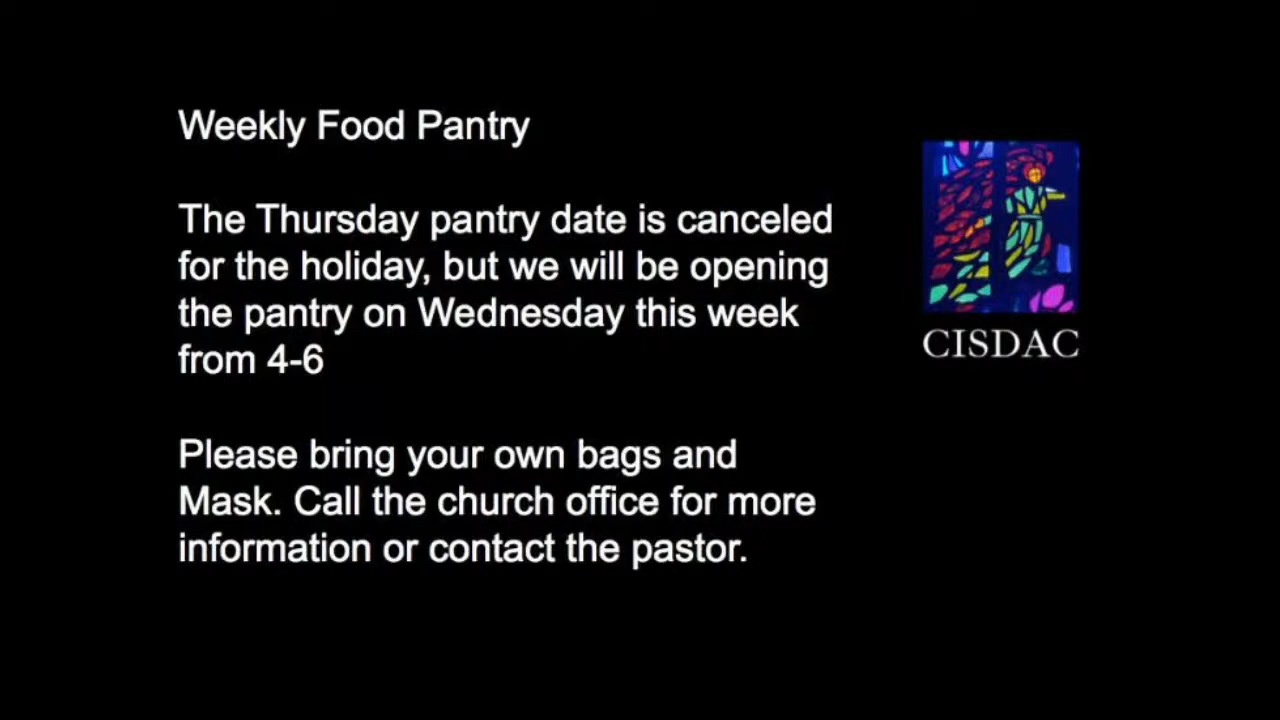 Weekly Food Pantry
The Thursday pantry date is canceled
for the holiday, but we will be opening
the pantry on Wednesday this week
from 4-6
Please bring your own bags and
Mask. Call the church office for more
information or contact the pastor.
CISDAC